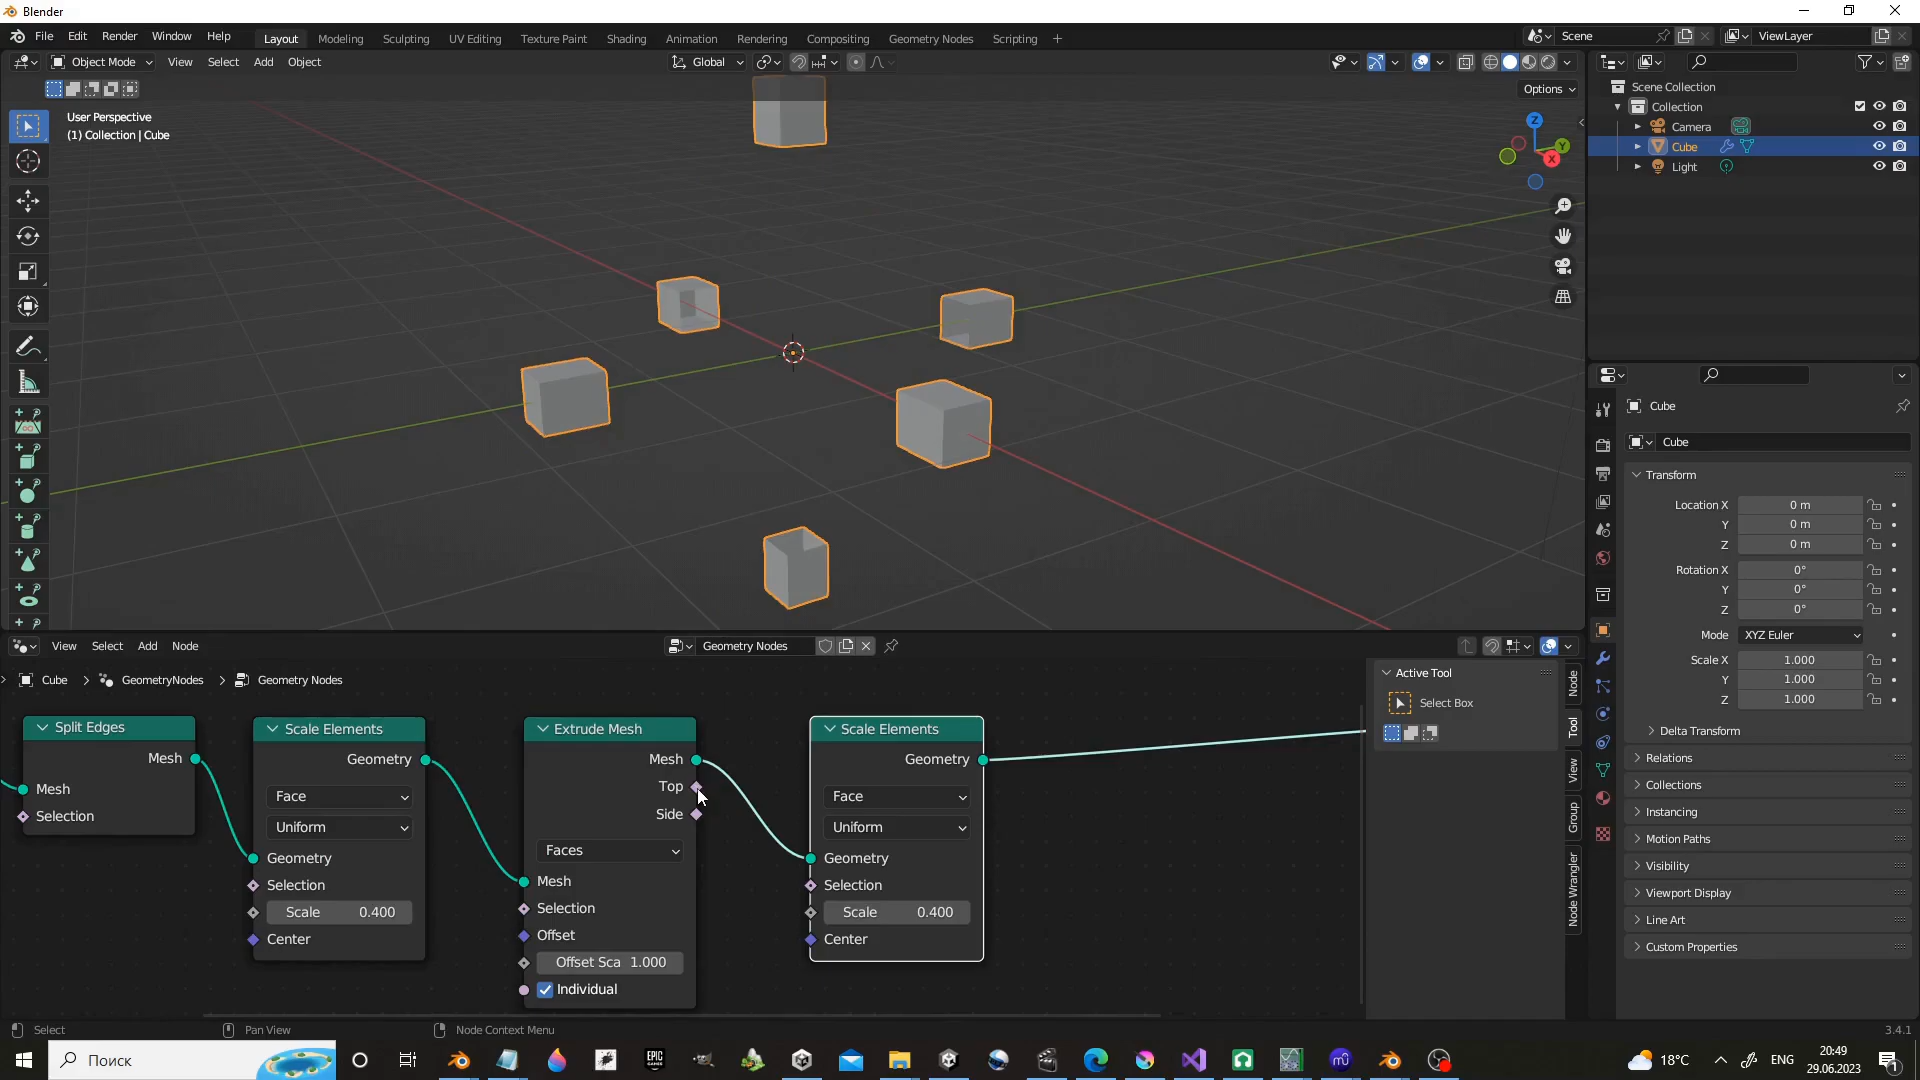 Blender
File Edit Render Window Help
Layout Modeling Sculpting UV Editing Texture Paint Shading Animation Rendering Compositing Geometry Nodes Scripting
Scene
ViewLayer
Object Mode View Select Add Object
Global
Options
User Perspective
(1) Collection | Cube
Z
Y
X
Scene Collection
Collection
Camera
Cube
Light
Cube
Cube
Transform
Location X 0 m
Y 0 m
Z 0 m
Rotation X 0°
Y 0°
Z 0°
Mode XYZ Euler
Scale X 1.000
Y 1.000
Z 1.000
Delta Transform
Relations
Collections
Instancing
Motion Paths
Visibility
Viewport Display
Line Art
Custom Properties
View Select Add Node
Geometry Nodes
Cube GeometryNodes Geometry Nodes
Split Edges
Mesh
Mesh
Selection
Scale Elements
Geometry
Face
Uniform
Geometry
Selection
Scale 0.400
Center
Extrude Mesh
Mesh
Top
Side
Faces
Mesh
Selection
Offset
Offset Sca 1.000
Individual
Scale Elements
Geometry
Face
Uniform
Geometry
Selection
Scale 0.400
Center
Active Tool
Select Box
Node
Tool
View
Group
Node Wrangler
Select
Pan View
Node Context Menu
3.4.1
Поиск
EPIC
GAMES
mü
18°C
ENG
20:49
29.06.2023
1